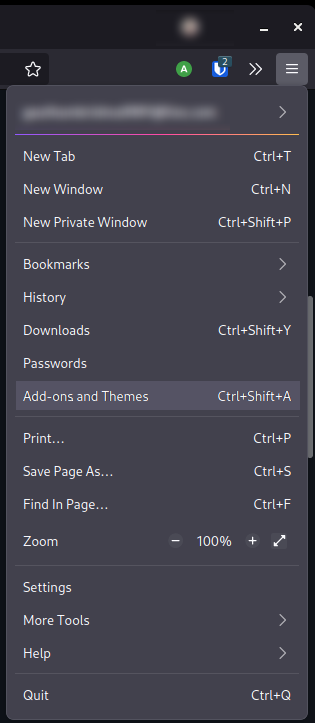 A
2
New Tab Ctrl+T
New Window Ctrl+N
New Private Window Ctrl+Shift+P
Bookmarks
History
Downloads Ctrl+Shift+Y
Passwords
Add-ons and Themes Ctrl+Shift+A
Print… Ctrl+P
Save Page As… Ctrl+S
Find In Page… Ctrl+F
Zoom − 100% +
Settings
More Tools
Help
Quit Ctrl+Q